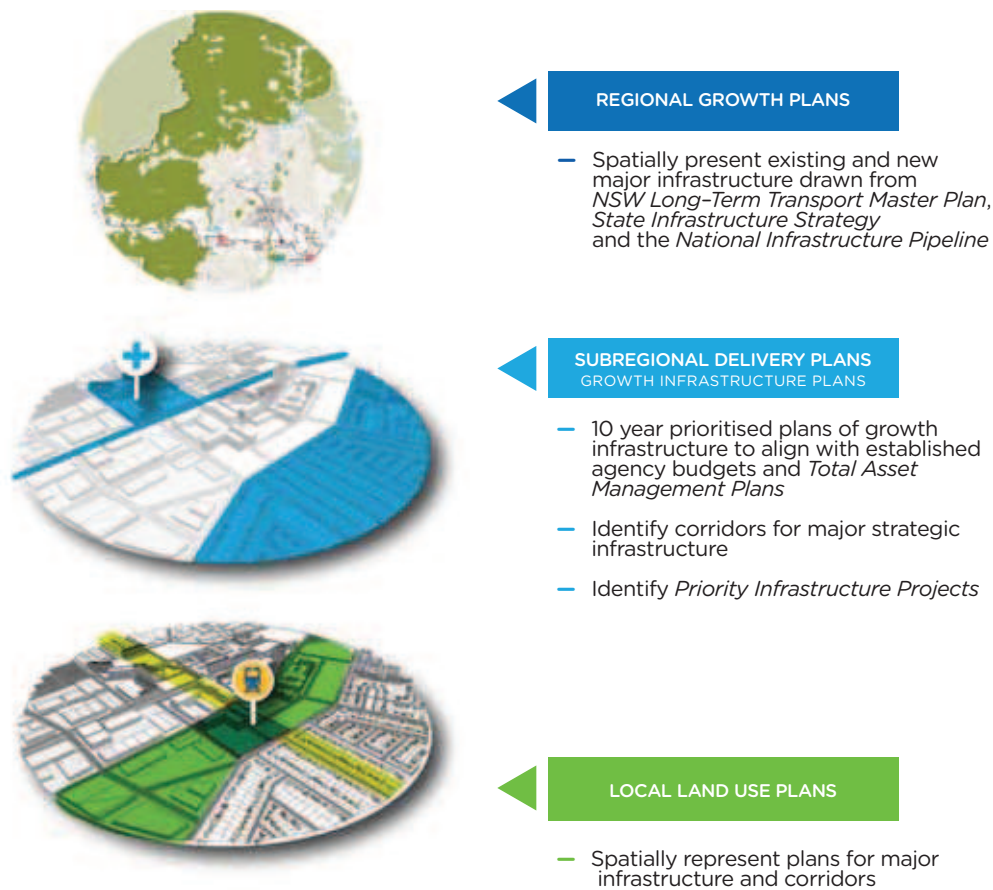 REGIONAL GROWTH PLANS
– Spatially present existing and new
major infrastructure drawn from
NSW Long–Term Transport Master Plan,
State Infrastructure Strategy
and the National Infrastructure Pipeline
SUBREGIONAL DELIVERY PLANS
GROWTH INFRASTRUCTURE PLANS
– 10 year prioritised plans of growth
infrastructure to align with established
agency budgets and Total Asset
Management Plans
– Identify corridors for major strategic
infrastructure
– Identify Priority Infrastructure Projects
LOCAL LAND USE PLANS
– Spatially represent plans for major
infrastructure and corridors